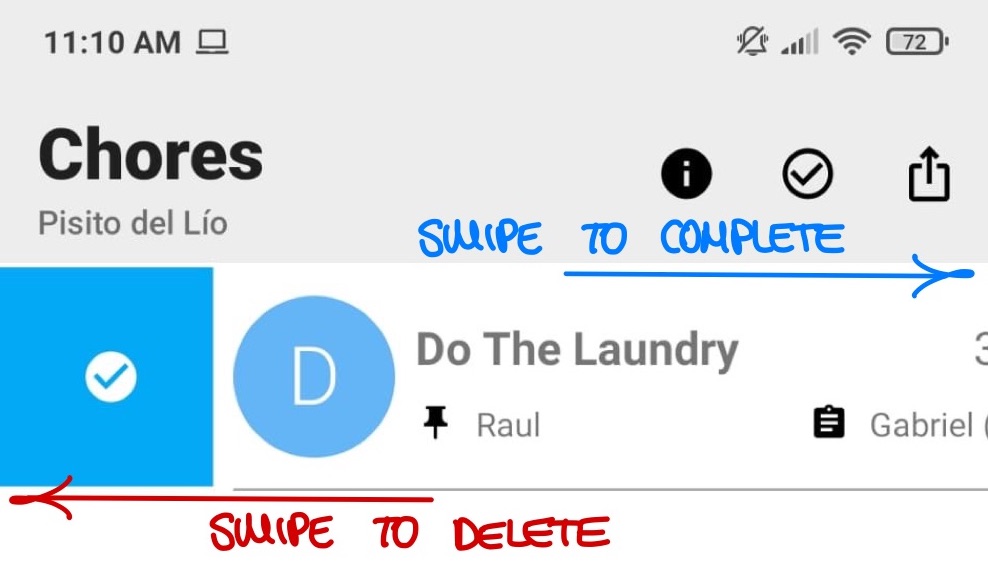 11:10 AM
72
Chores
Pisito del Lío
SWIPE TO COMPLETE
D
Do The Laundry
3
Raul
Gabriel (
SWIPE TO DELETE